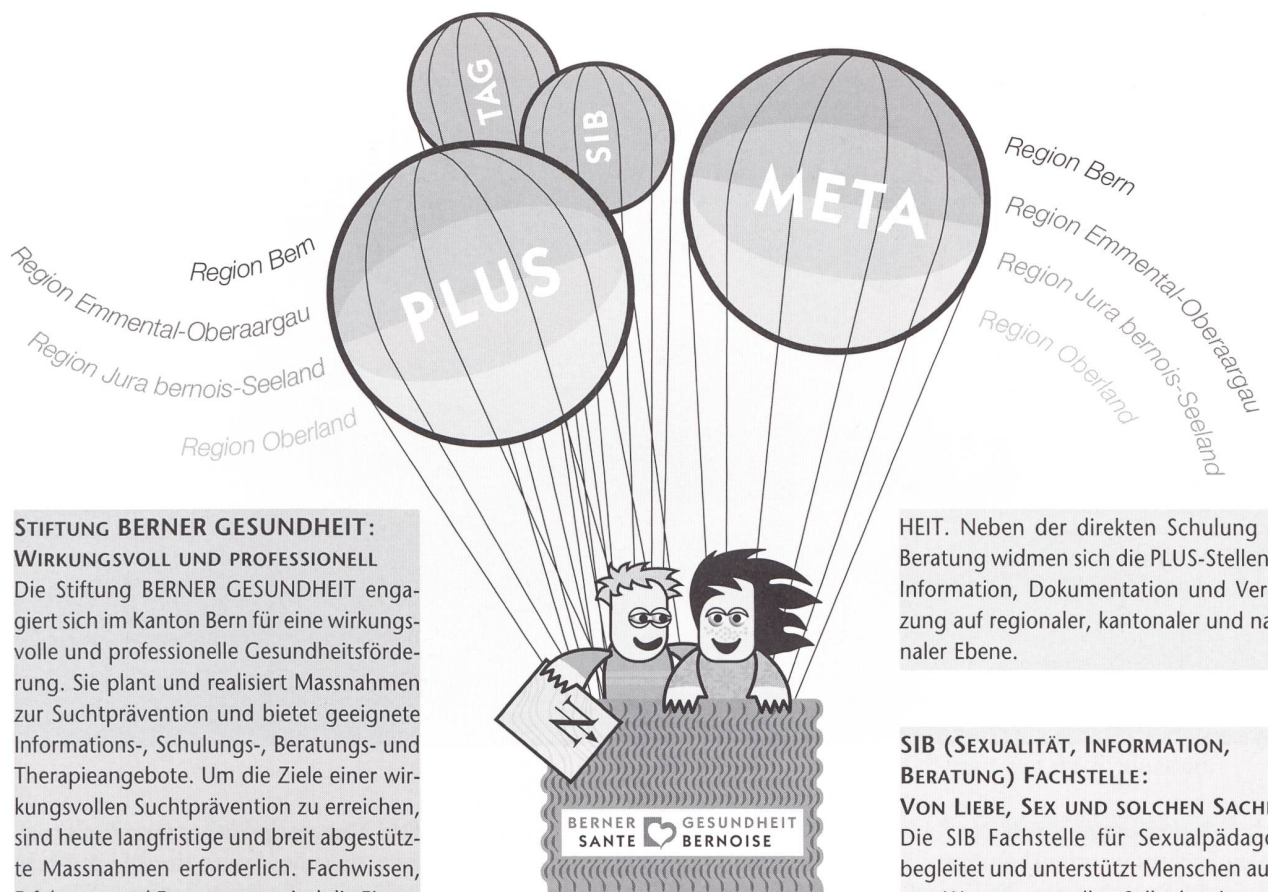 TAG
SIB
PLUS
META
Region Bern
Region Emmental-Oberaargau
Region Jura bernois-Seeland
Region Oberland
Region Bern
Region Emmental-Oberaargau
Region Jura bernois-Seeland
Region Oberland
STIFTUNG BERNER GESUNDHEIT:
WIRKUNGSVOLL UND PROFESSIONELL
Die Stiftung BERNER GESUNDHEIT enga-
giert sich im Kanton Bern für eine wirkungs-
volle und professionelle Gesundheitsförde-
rung. Sie plant und realisiert Massnahmen
zur Suchtprävention und bietet geeignete
Informations-, Schulungs-, Beratungs- und
Therapieangebote. Um die Ziele einer wir-
kungsvollen Suchtprävention zu erreichen,
sind heute langfristige und breit abgestütz-
te Massnahmen erforderlich. Fachwissen,
N
BERNER GESUNDHEIT
SANTE BERNOISE
HEIT. Neben der direkten Schulung
Beratung widmen sich die PLUS-Stellen
Information, Dokumentation und Ver
zung auf regionaler, kantonaler und na
naler Ebene.
SIB (SEXUALITÄT, INFORMATION,
BERATUNG) FACHSTELLE:
VON LIEBE, SEX UND SOLCHEN SACH
Die SIB Fachstelle für Sexualpädago
begleitet und unterstützt Menschen au